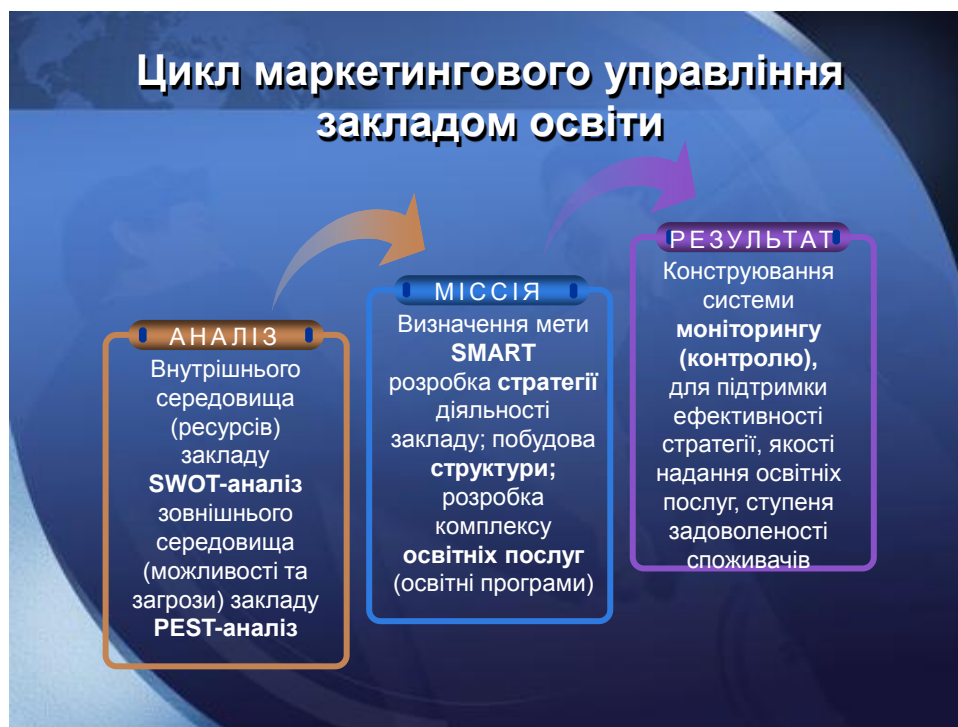 Цикл маркетингового управління
закладом освіти
АНАЛІЗ
Внутрішнього
середовища
(ресурсів)
закладу
SWOT-аналіз
зовнішнього
середовища
(можливості та
загрози) закладу
PEST-аналіз
МІССІЯ
Визначення мети
SMART
розробка стратегії
діяльності
закладу; побудова
структури;
розробка
комплексу
освітніх послуг
(освітні програми)
РЕЗУЛЬТАТ
Конструювання
системи
моніторингу
(контролю),
для підтримки
ефективності
стратегії, якості
надання освітніх
послуг, ступеня
задоволеності
споживачів